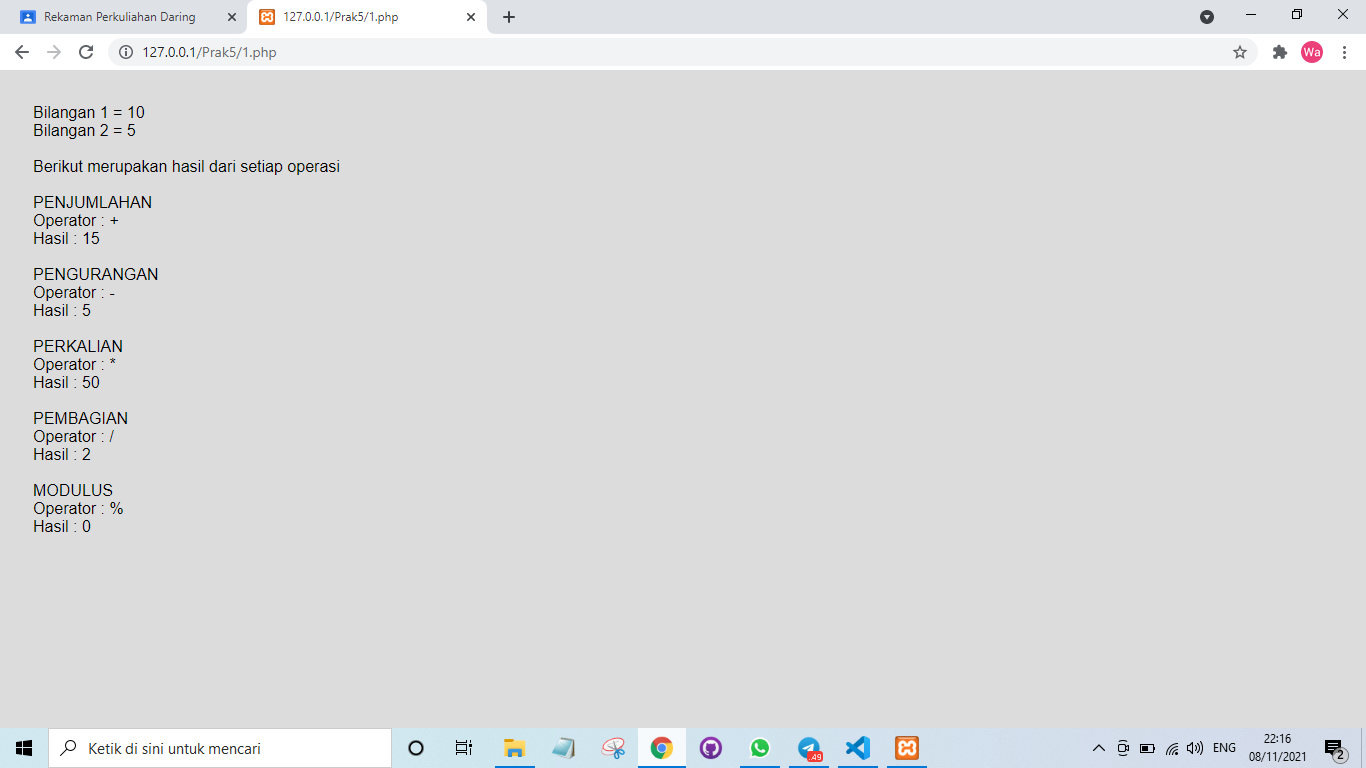 Rekaman Perkuliahan Daring
127.0.0.1/Prak5/1.php
127.0.0.1/Prak5/1.php
Wa
Bilangan 1 = 10
Bilangan 2 = 5
Berikut merupakan hasil dari setiap operasi
PENJUMLAHAN
Operator : +
Hasil : 15
PENGURANGAN
Operator : -
Hasil : 5
PERKALIAN
Operator : *
Hasil : 50
PEMBAGIAN
Operator : /
Hasil : 2
MODULUS
Operator : %
Hasil : 0
Ketik di sini untuk mencari
.49
ENG
22:16
08/11/2021
2